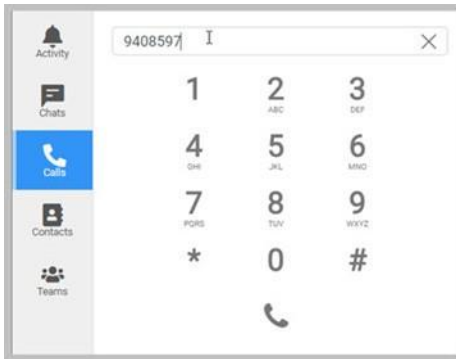 Activity
Chats
Calls
Contacts
Teams
9408597
1 2 3
ABC DEF
4 5 6
GHI JKL MNO
7 8 9
PQRS TUV WXYZ
* 0 #